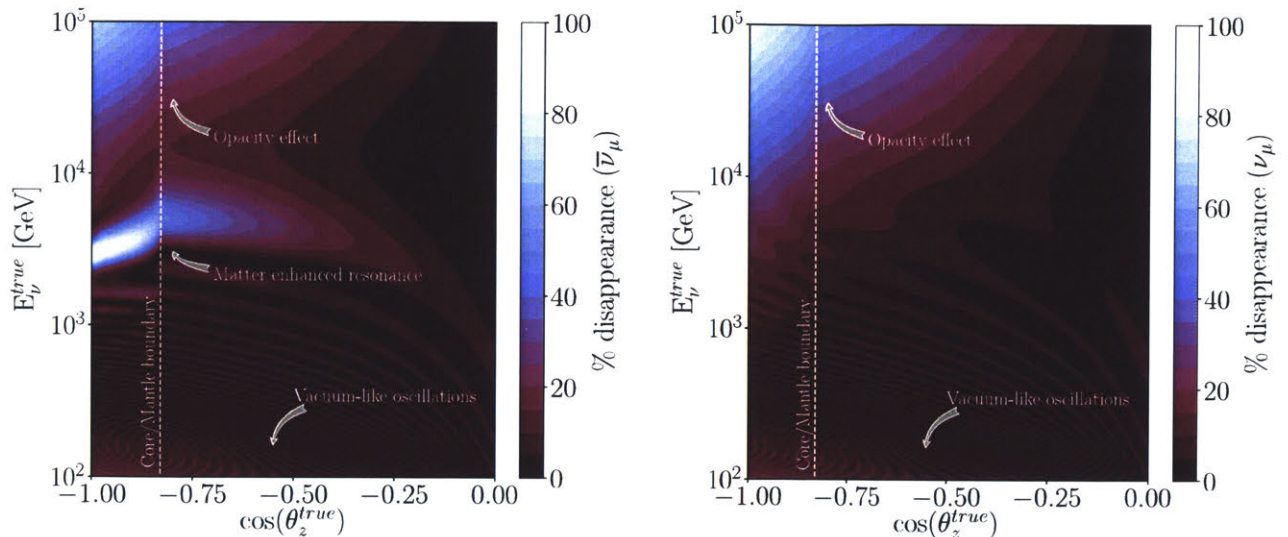 10^5
10^4
10^3
10^2
E_ν^{true} [GeV]
Opacity effect
Matter enhanced resonance
Vacuum-like oscillations
Core/Mantle boundary
−1.00 −0.75 −0.50 −0.25 0.00
cos(θ_z^{true})
100
80
60
40
20
0
% disappearance (ν̅_μ)
10^5
10^4
10^3
10^2
E_ν^{true} [GeV]
Opacity effect
Vacuum-like oscillations
Core/Mantle boundary
−1.00 −0.75 −0.50 −0.25 0.00
cos(θ_z^{true})
100
80
60
40
20
0
% disappearance (ν_μ)